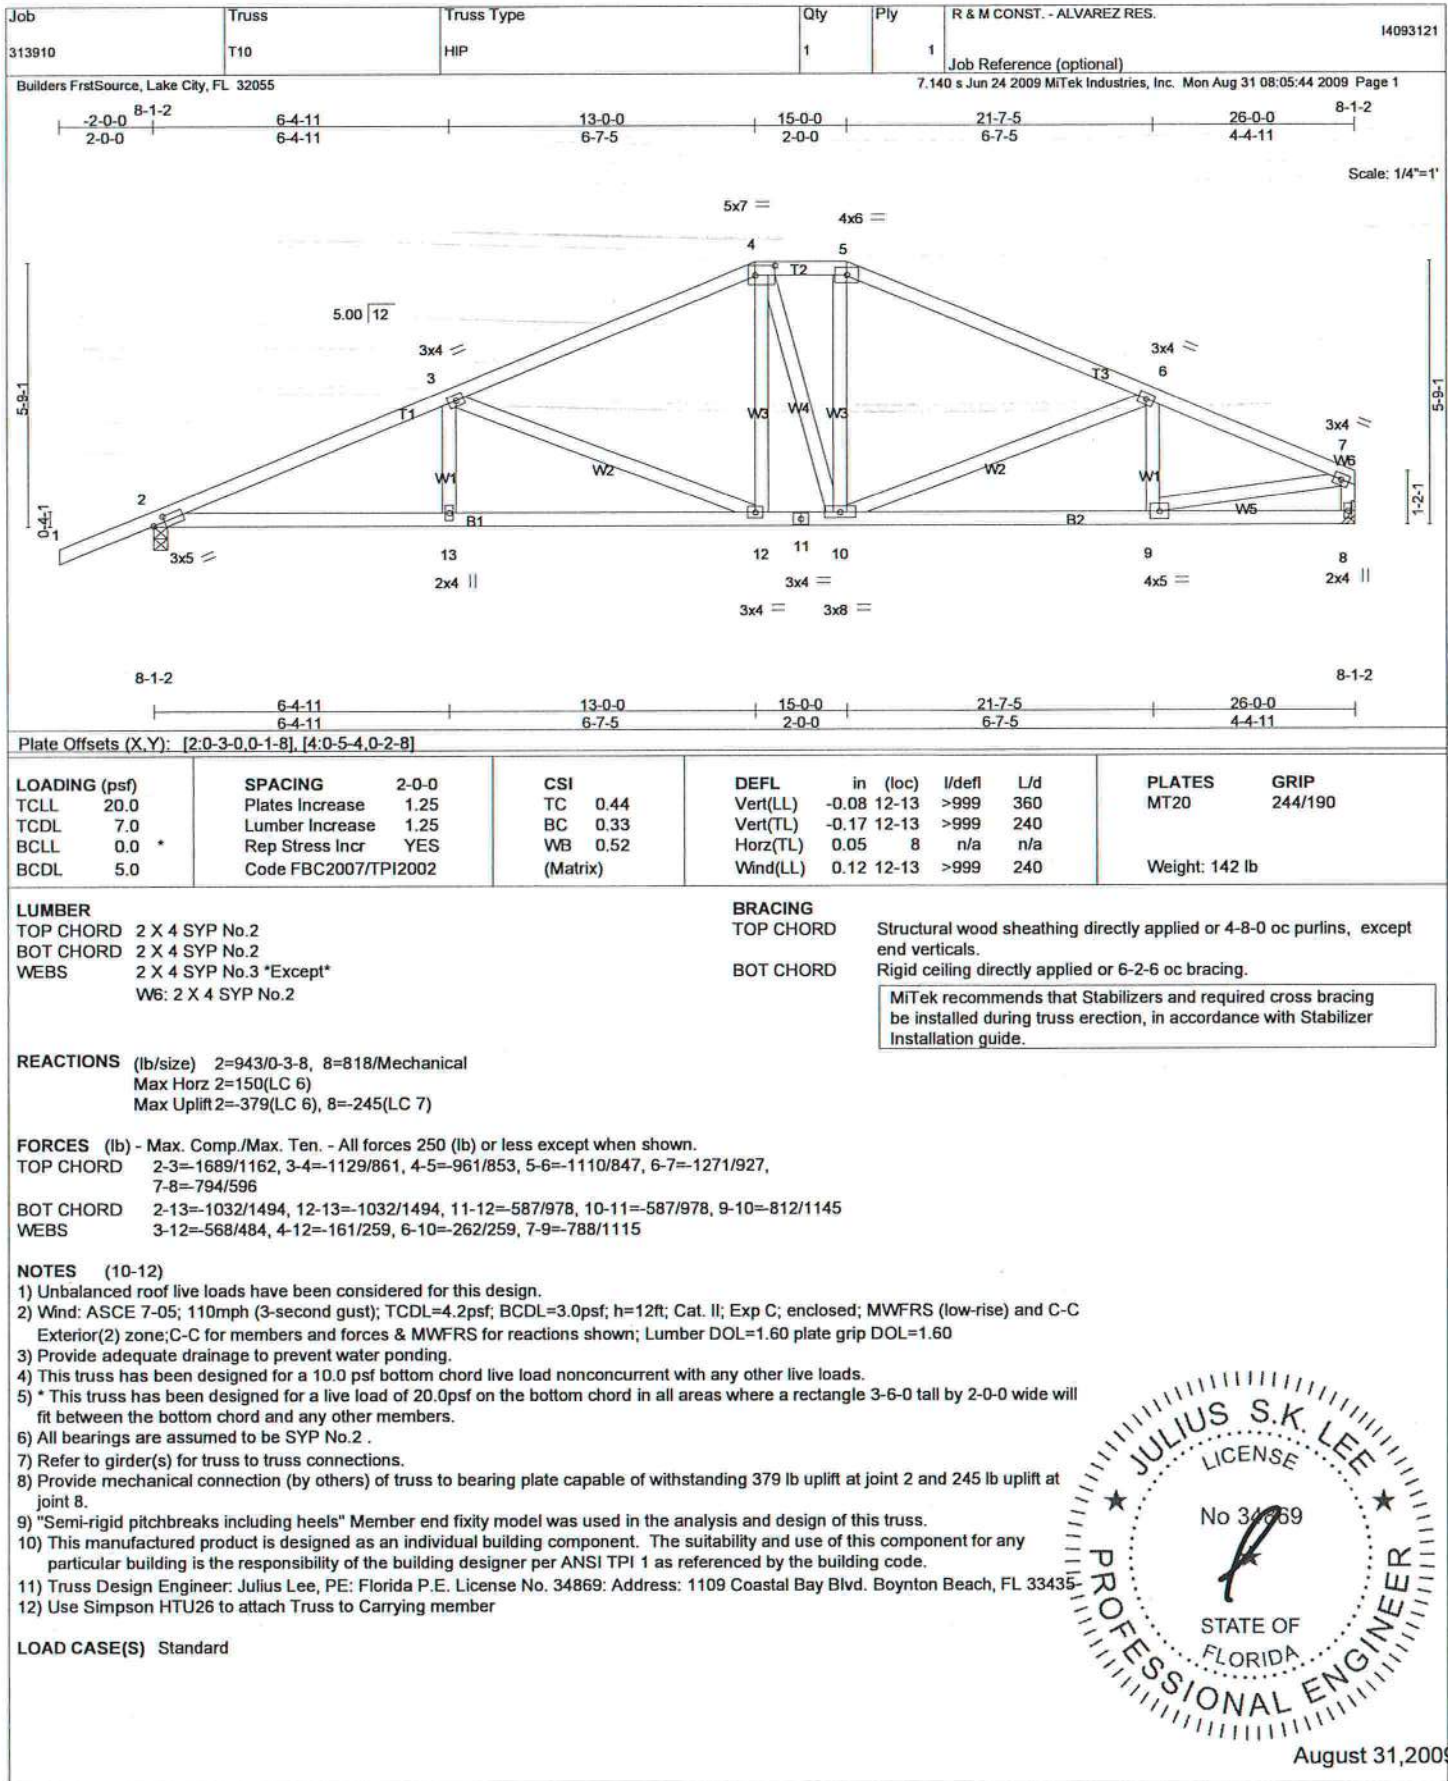 Job
Truss
Truss Type
Qty
Ply
R & M CONST. - ALVAREZ RES.
I4093121
313910
T10
HIP
1
1
Job Reference (optional)
Builders FrstSource, Lake City, FL 32055
7.140 s Jun 24 2009 MiTek Industries, Inc. Mon Aug 31 08:05:44 2009 Page 1
-2-0-0 8-1-2 6-4-11 13-0-0 15-0-0 21-7-5 26-0-0 8-1-2
2-0-0 6-4-11 6-7-5 2-0-0 6-7-5 4-4-11
Scale: 1/4"=1'
5x7 =
4x6 =
4
5
T2
5.00 12
3x4
3
3x4
6
T3
T1
5-9-1
5-9-1
W3
W4
W3
3x4
7
W6
W1
W2
W2
W1
W5
2
1
0-4-1
1-2-1
B1
B2
3x5
13
12
11
10
9
8
2x4 ||
3x4 =
4x5 =
2x4 ||
3x4 =
3x8 =
8-1-2
8-1-2
6-4-11 13-0-0 15-0-0 21-7-5 26-0-0
6-4-11 6-7-5 2-0-0 6-7-5 4-4-11
Plate Offsets (X,Y): [2:0-3-0,0-1-8], [4:0-5-4,0-2-8]
LOADING (psf)
TCLL 20.0
TCDL 7.0
BCLL 0.0 *
BCDL 5.0
SPACING 2-0-0
Plates Increase 1.25
Lumber Increase 1.25
Rep Stress Incr YES
Code FBC2007/TPI2002
CSI
TC 0.44
BC 0.33
WB 0.52
(Matrix)
DEFL in (loc) l/defl L/d
Vert(LL) -0.08 12-13 >999 360
Vert(TL) -0.17 12-13 >999 240
Horz(TL) 0.05 8 n/a n/a
Wind(LL) 0.12 12-13 >999 240
PLATES GRIP
MT20 244/190
Weight: 142 lb
LUMBER
TOP CHORD 2 X 4 SYP No.2
BOT CHORD 2 X 4 SYP No.2
WEBS 2 X 4 SYP No.3 *Except*
W6: 2 X 4 SYP No.2
BRACING
TOP CHORD Structural wood sheathing directly applied or 4-8-0 oc purlins, except
end verticals.
BOT CHORD Rigid ceiling directly applied or 6-2-6 oc bracing.
MiTek recommends that Stabilizers and required cross bracing
be installed during truss erection, in accordance with Stabilizer
Installation guide.
REACTIONS (lb/size) 2=943/0-3-8, 8=818/Mechanical
Max Horz 2=150(LC 6)
Max Uplift 2=-379(LC 6), 8=-245(LC 7)
FORCES (lb) - Max. Comp./Max. Ten. - All forces 250 (lb) or less except when shown.
TOP CHORD 2-3=-1689/1162, 3-4=-1129/861, 4-5=-961/853, 5-6=-1110/847, 6-7=-1271/927,
7-8=-794/596
BOT CHORD 2-13=-1032/1494, 12-13=-1032/1494, 11-12=-587/978, 10-11=-587/978, 9-10=-812/1145
WEBS 3-12=-568/484, 4-12=-161/259, 6-10=-262/259, 7-9=-788/1115
NOTES (10-12)
1) Unbalanced roof live loads have been considered for this design.
2) Wind: ASCE 7-05; 110mph (3-second gust); TCDL=4.2psf; BCDL=3.0psf; h=12ft; Cat. II; Exp C; enclosed; MWFRS (low-rise) and C-C
Exterior(2) zone;C-C for members and forces & MWFRS for reactions shown; Lumber DOL=1.60 plate grip DOL=1.60
3) Provide adequate drainage to prevent water ponding.
4) This truss has been designed for a 10.0 psf bottom chord live load nonconcurrent with any other live loads.
5) * This truss has been designed for a live load of 20.0psf on the bottom chord in all areas where a rectangle 3-6-0 tall by 2-0-0 wide will
fit between the bottom chord and any other members.
6) All bearings are assumed to be SYP No.2 .
7) Refer to girder(s) for truss to truss connections.
8) Provide mechanical connection (by others) of truss to bearing plate capable of withstanding 379 lb uplift at joint 2 and 245 lb uplift at
joint 8.
9) "Semi-rigid pitchbreaks including heels" Member end fixity model was used in the analysis and design of this truss.
10) This manufactured product is designed as an individual building component. The suitability and use of this component for any
particular building is the responsibility of the building designer per ANSI TPI 1 as referenced by the building code.
11) Truss Design Engineer: Julius Lee, PE: Florida P.E. License No. 34869: Address: 1109 Coastal Bay Blvd. Boynton Beach, FL 33435
12) Use Simpson HTU26 to attach Truss to Carrying member
LOAD CASE(S) Standard
JULIUS S.K. LEE
LICENSE
No 34869
STATE OF
FLORIDA
PROFESSIONAL ENGINEER
August 31,2009